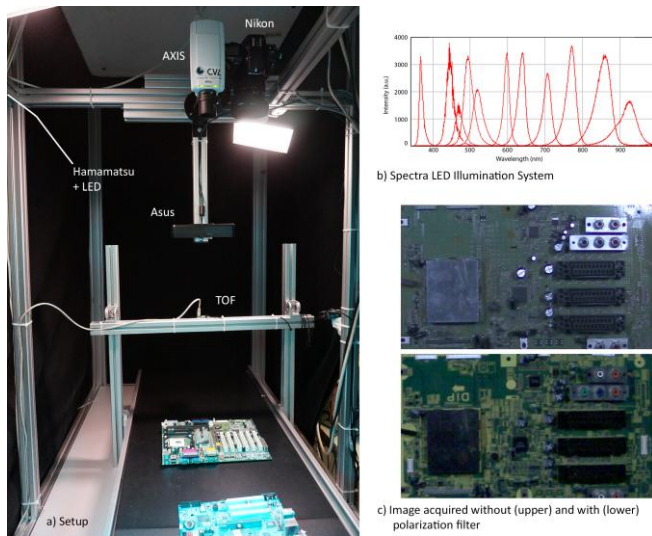 Nikon
AXIS
CVL
Hamamatsu
+ LED
Asus
TOF
a) Setup
4000
3000
2000
1000
0
Intensity (a.u.)
400
500
600
700
800
900
Wavelength (nm)
b) Spectra LED Illumination System
DIP
c) Image acquired without (upper) and with (lower)
polarization filter